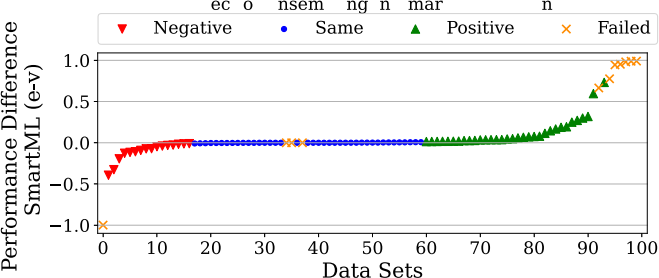 Negative Same Positive Failed
Performance Difference
SmartML (e-v)
1.0
0.5
0.0
−0.5
−1.0
0 10 20 30 40 50 60 70 80 90 100
Data Sets